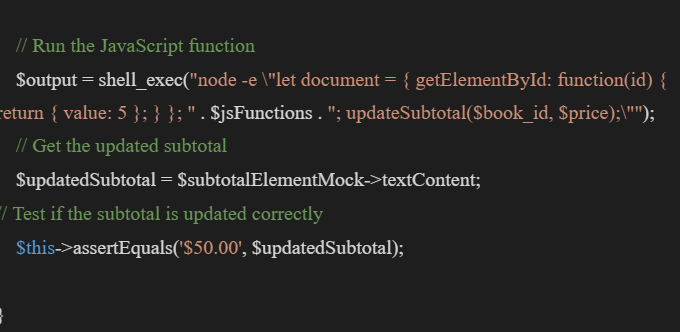 // Run the JavaScript function
$output = shell_exec("node -e \"let document = { getElementById: function(id) {
return { value: 5 }; } }; " . $jsFunctions . "; updateSubtotal($book_id, $price);\"");
// Get the updated subtotal
$updatedSubtotal = $subtotalElementMock->textContent;
// Test if the subtotal is updated correctly
$this->assertEquals('$50.00', $updatedSubtotal);
}